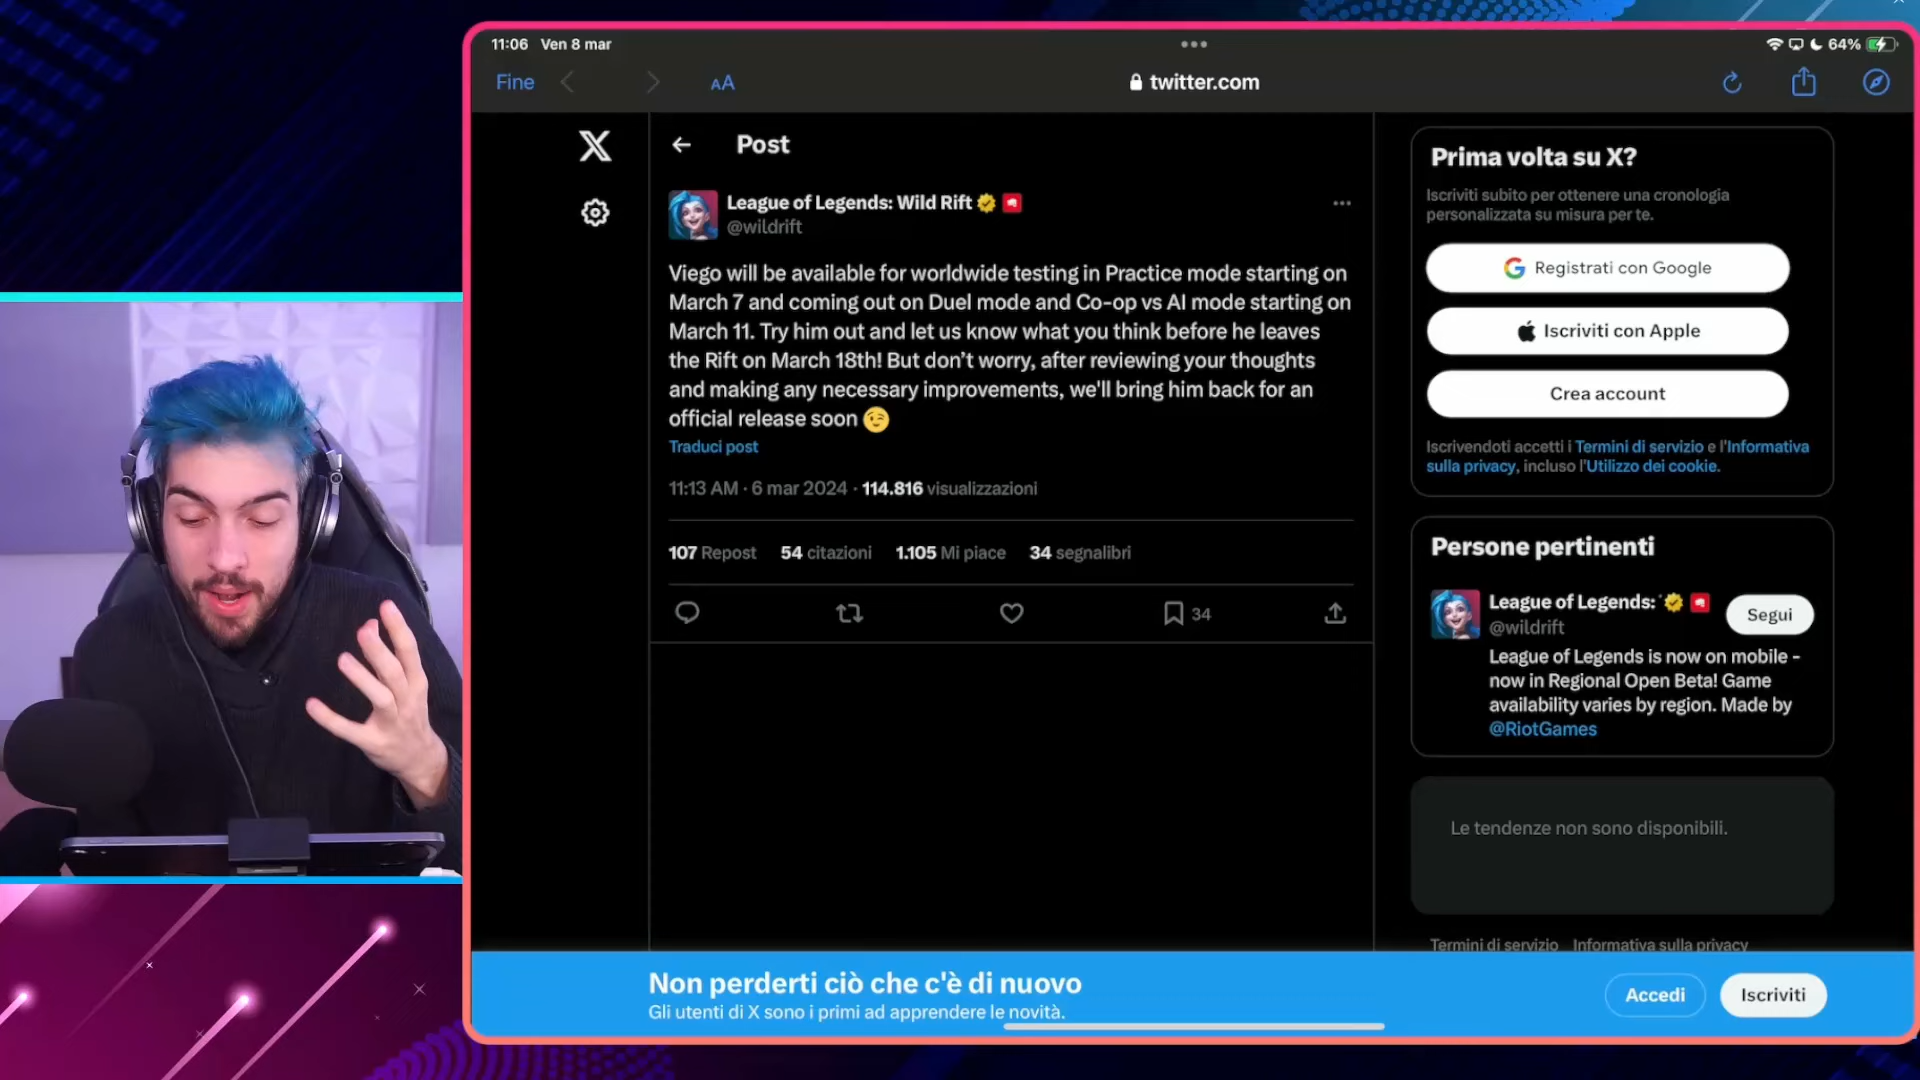 11:06 Ven 8 mar
64%
Fine
AA
twitter.com
Post
League of Legends: Wild Rift
@wildrift
Viego will be available for worldwide testing in Practice mode starting on
March 7 and coming out on Duel mode and Co-op vs AI mode starting on
March 11. Try him out and let us know what you think before he leaves
the Rift on March 18th! But don’t worry, after reviewing your thoughts
and making any necessary improvements, we'll bring him back for an
official release soon 😉
Traduci post
11:13 AM · 6 mar 2024 · 114.816 visualizzazioni
107 Repost 54 citazioni 1.105 Mi piace 34 segnalibri
34
Prima volta su X?
Iscriviti subito per ottenere una cronologia
personalizzata su misura per te.
Registrati con Google
Iscriviti con Apple
Crea account
Iscrivendoti accetti i Termini di servizio e l'Informativa
sulla privacy, incluso l'Utilizzo dei cookie.
Persone pertinenti
League of Legends:
@wildrift
Segui
League of Legends is now on mobile -
now in Regional Open Beta! Game
availability varies by region. Made by
@RiotGames
Le tendenze non sono disponibili.
Termini di servizio Informativa sulla privacy
Non perderti ciò che c'è di nuovo
Gli utenti di X sono i primi ad apprendere le novità.
Accedi
Iscriviti